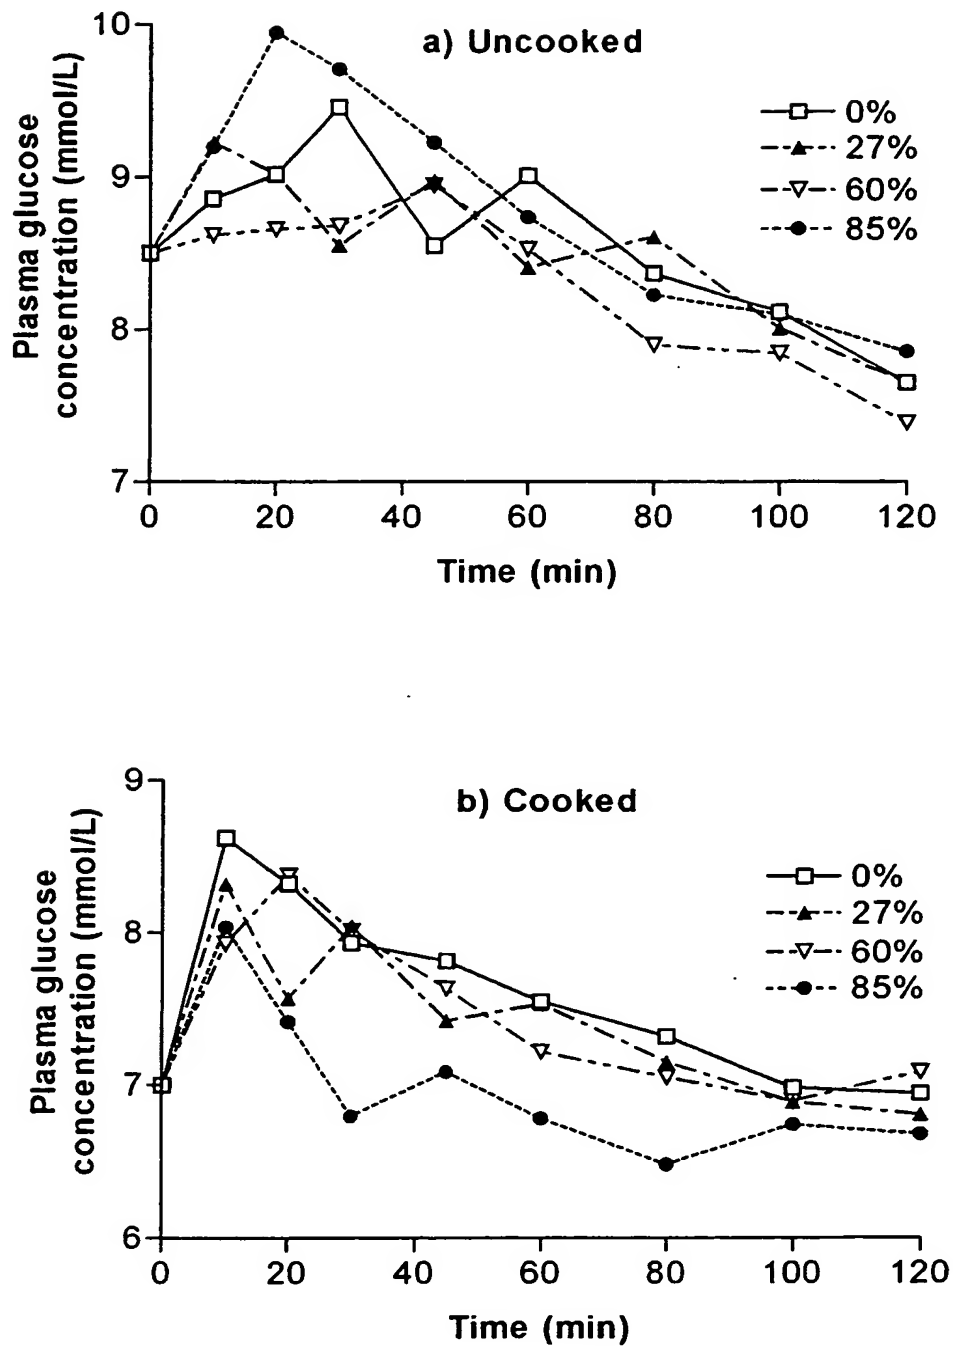 a) Uncooked
Plasma glucose
concentration (mmol/L)
10
9
8
7
0%
27%
60%
85%
0 20 40 60 80 100 120
Time (min)
b) Cooked
Plasma glucose
concentration (mmol/L)
9
8
7
6
0%
27%
60%
85%
0 20 40 60 80 100 120
Time (min)